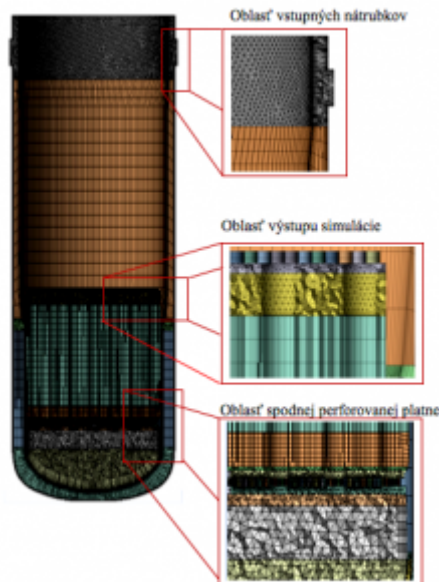 Oblasť vstupných nátrubkov
Oblasť výstupu simulácie
Oblasť spodnej perforovanej platne